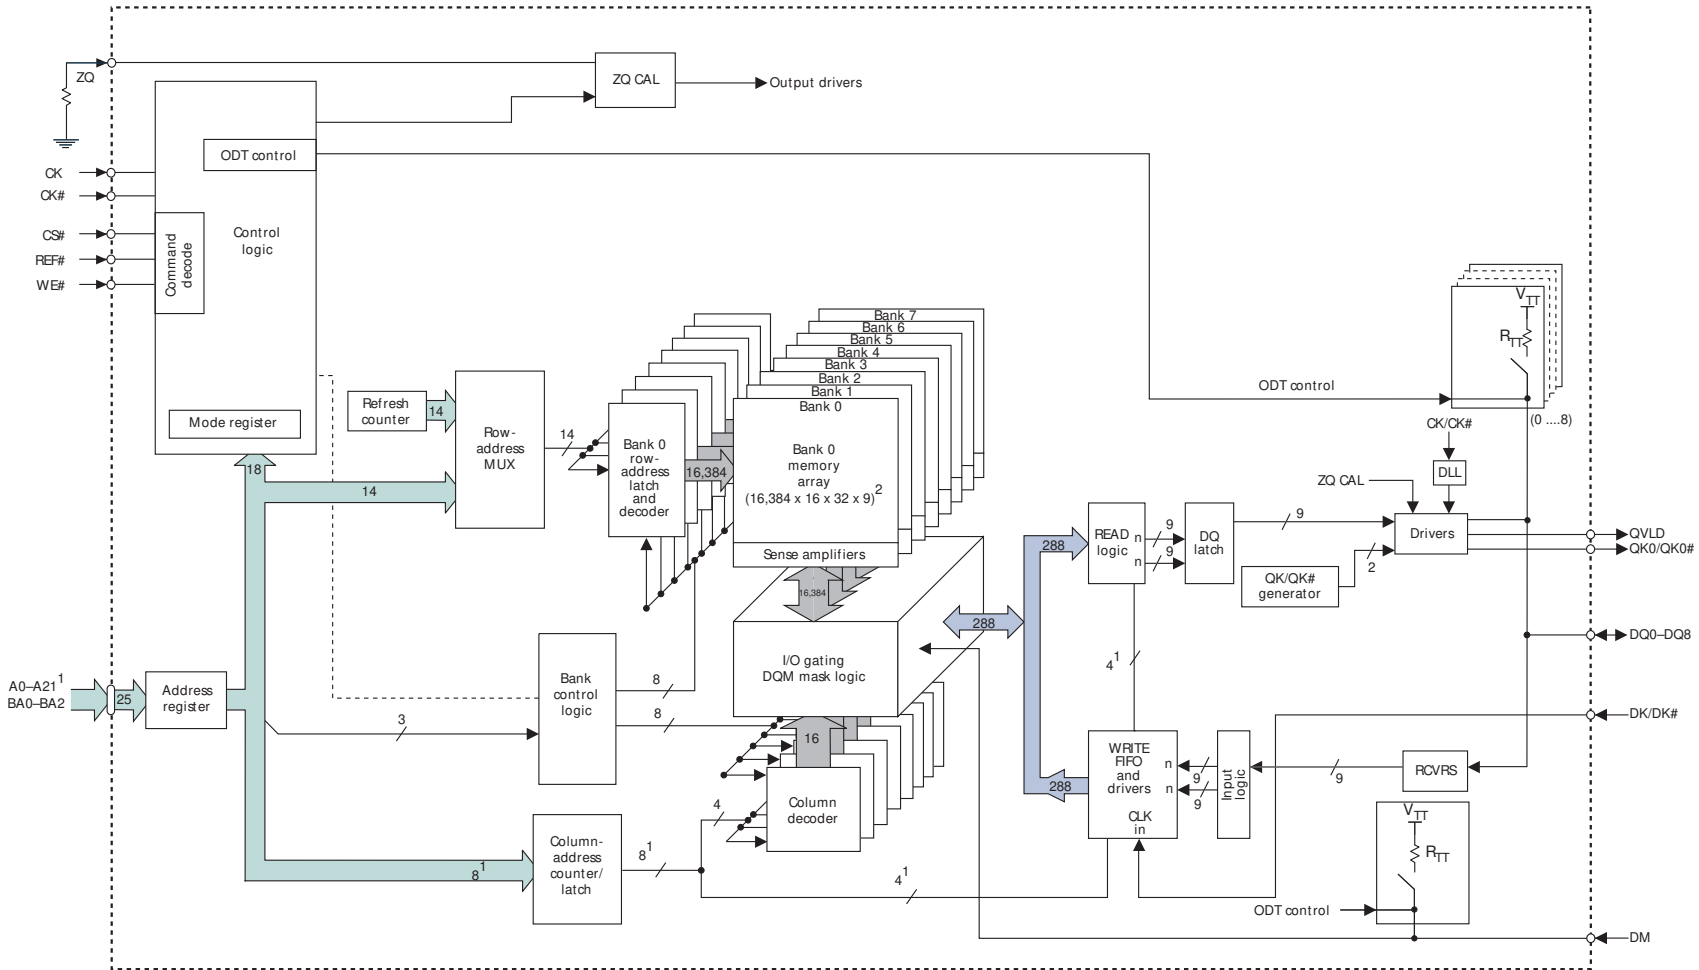 ZQ
ZQ CAL
Output drivers
ODT control
CK
CK#
CS#
REF#
WE#
Command
decode
Control
logic
Mode register
18
Refresh
counter
14
14
Row-
address
MUX
14
Bank 0
row-
address
latch
and
decoder
16,384
Bank 7
Bank 6
Bank 5
Bank 4
Bank 3
Bank 2
Bank 1
Bank 0
Bank 0
memory
array
(16,384 x 16 x 32 x 9)2
Sense amplifiers
16,384
I/O gating
DQM mask logic
16
Column
decoder
4
A0–A211
BA0–BA2
25
Address
register
3
Bank
control
logic
8
8
81
Column-
address
counter/
latch
81
41
288
288
288
READ
logic
n
n
9
9
DQ
latch
9
QK/QK#
generator
2
41
ZQ CAL
CK/CK#
DLL
Drivers
ODT control
VTT
RTT
(0 ....8)
QVLD
QK0/QK0#
DQ0–DQ8
DK/DK#
WRITE
FIFO
and
drivers
CLK
in
n
n
9
9
Input
logic
9
RCVRS
VTT
RTT
ODT control
DM